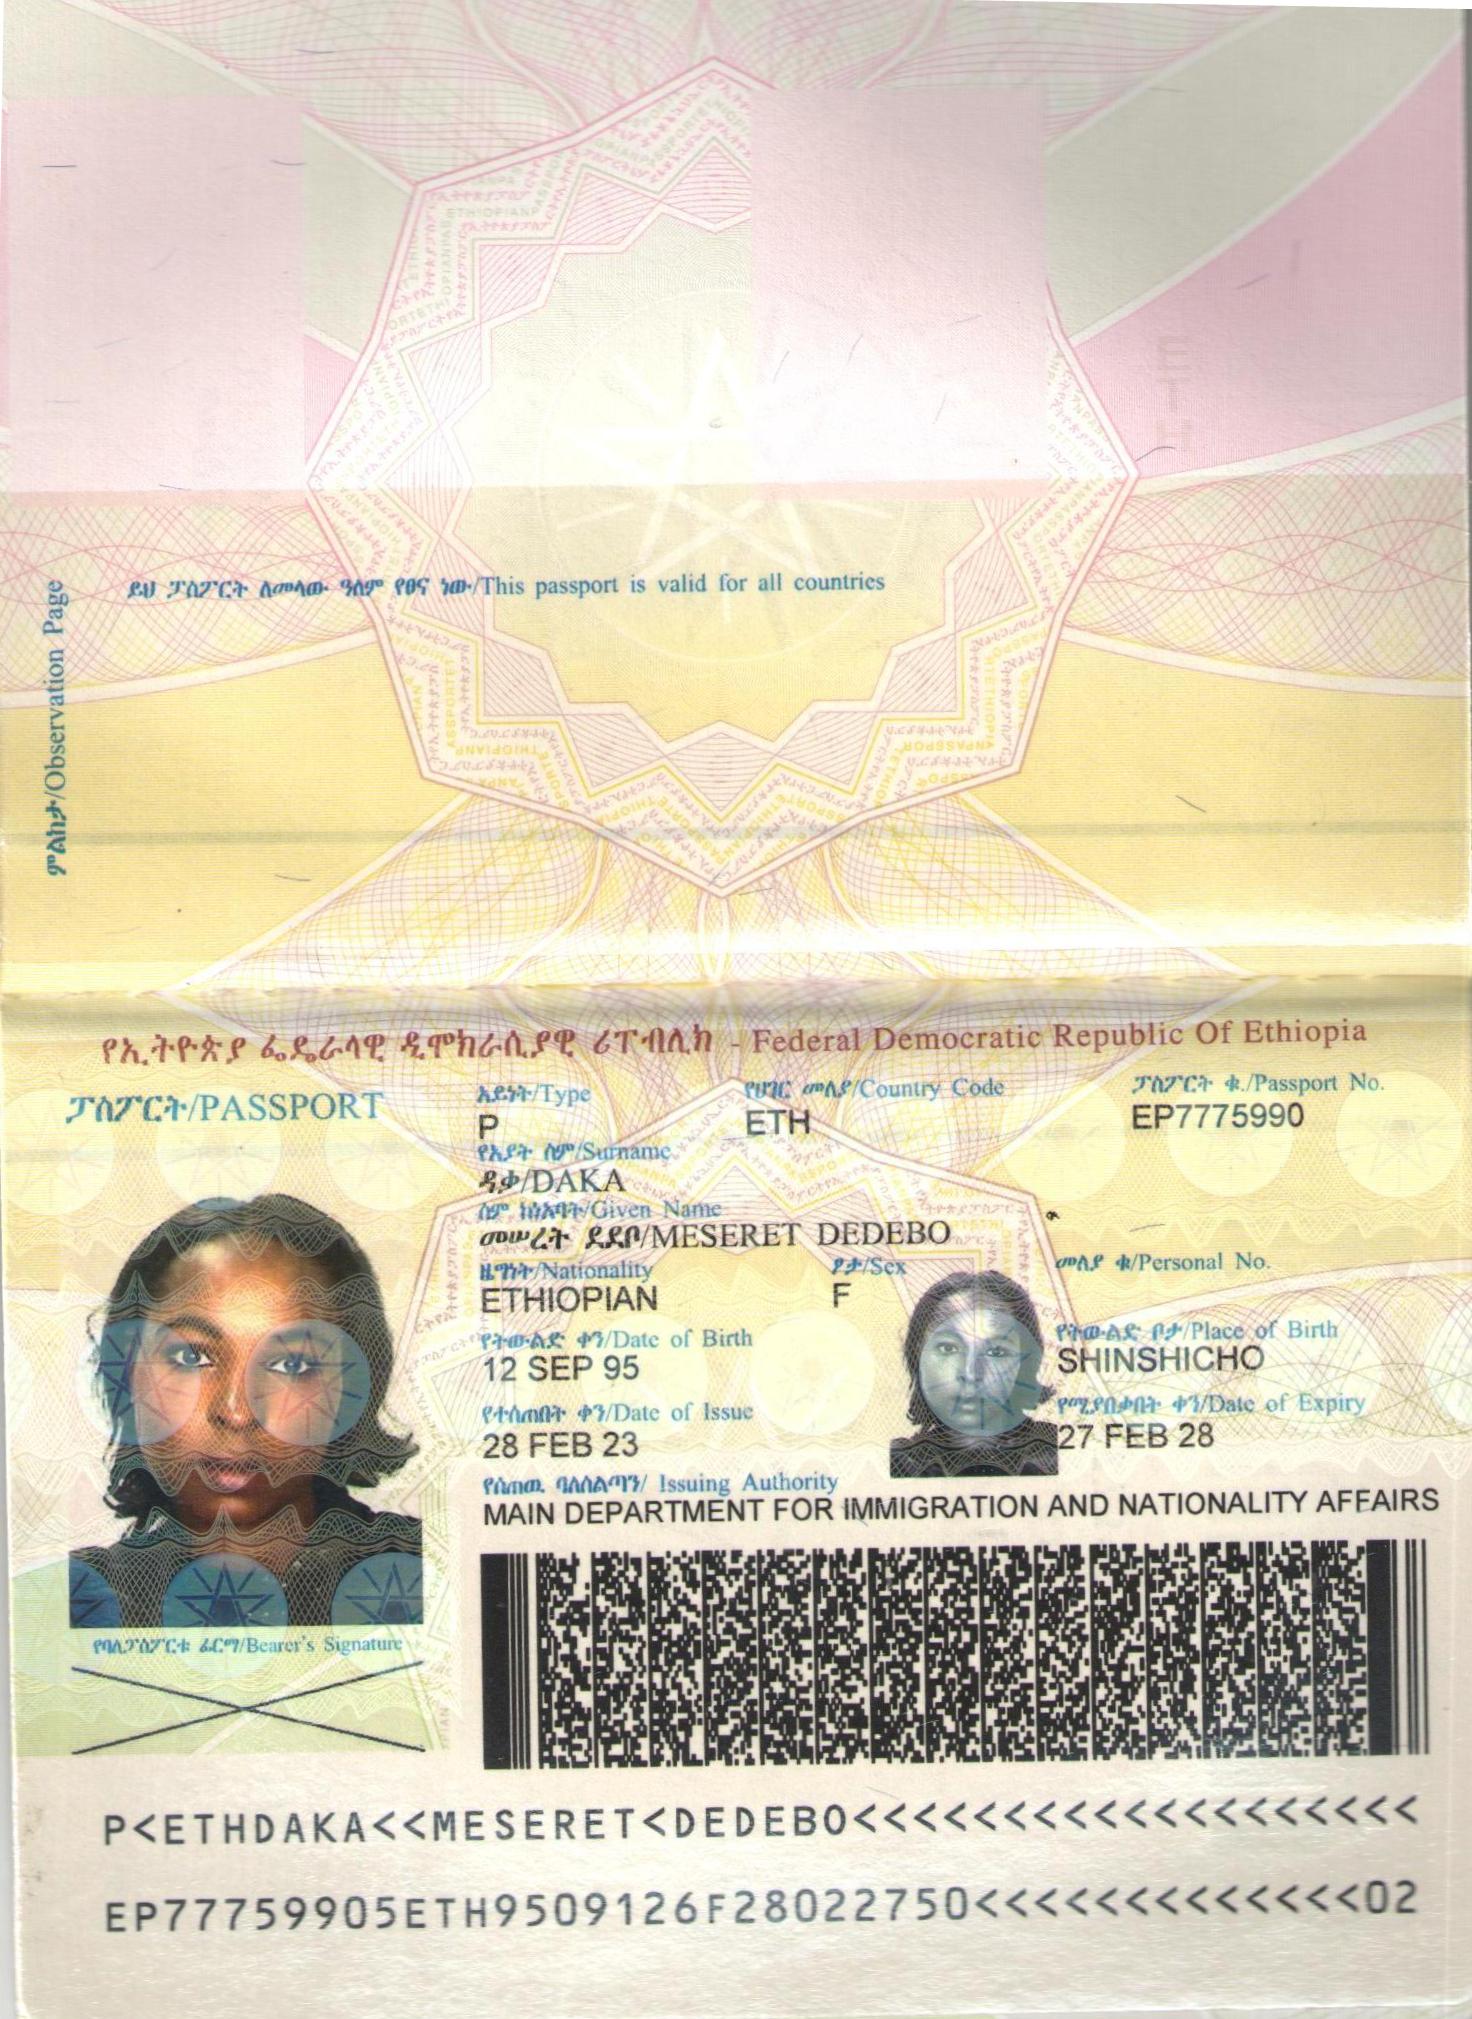 ይህ ፓስፖርት ለመላው ዓለም የፀና ነው/This passport is valid for all countries
ምልከታ/Observation Page
የኢትዮጵያ ፌዴራላዊ ዲሞክራሲያዊ ሪፐብሊክ - Federal Democratic Republic Of Ethiopia
ፓስፖርት/PASSPORT
አይነት/Type
የሀገር መለያ/Country Code
ፓስፖርት ቁ./Passport No.
P
ETH
EP7775990
የአያት ስም/Surname
ዳቃ/DAKA
ስም ከነአባት/Given Name
መሠረት ደደቦ/MESERET DEDEBO
ዜግነት/Nationality
ፆታ/Sex
መለያ ቁ/Personal No.
ETHIOPIAN
F
የትውልድ ቀን/Date of Birth
የትውልድ ቦታ/Place of Birth
12 SEP 95
SHINSHICHO
የተሰጠበት ቀን/Date of Issue
የሚያበቃበት ቀን/Date of Expiry
28 FEB 23
27 FEB 28
የሰጠዉ ባለስልጣን/ Issuing Authority
MAIN DEPARTMENT FOR IMMIGRATION AND NATIONALITY AFFAIRS
የባለፓስፖርቱ ፊርማ/Bearer's Signature
P<ETHDAKA<<MESERET<DEDEBO<<<<<<<<<<<<<<<<<<<
EP77759905ETH9509126F28022750<<<<<<<<<<<<<02